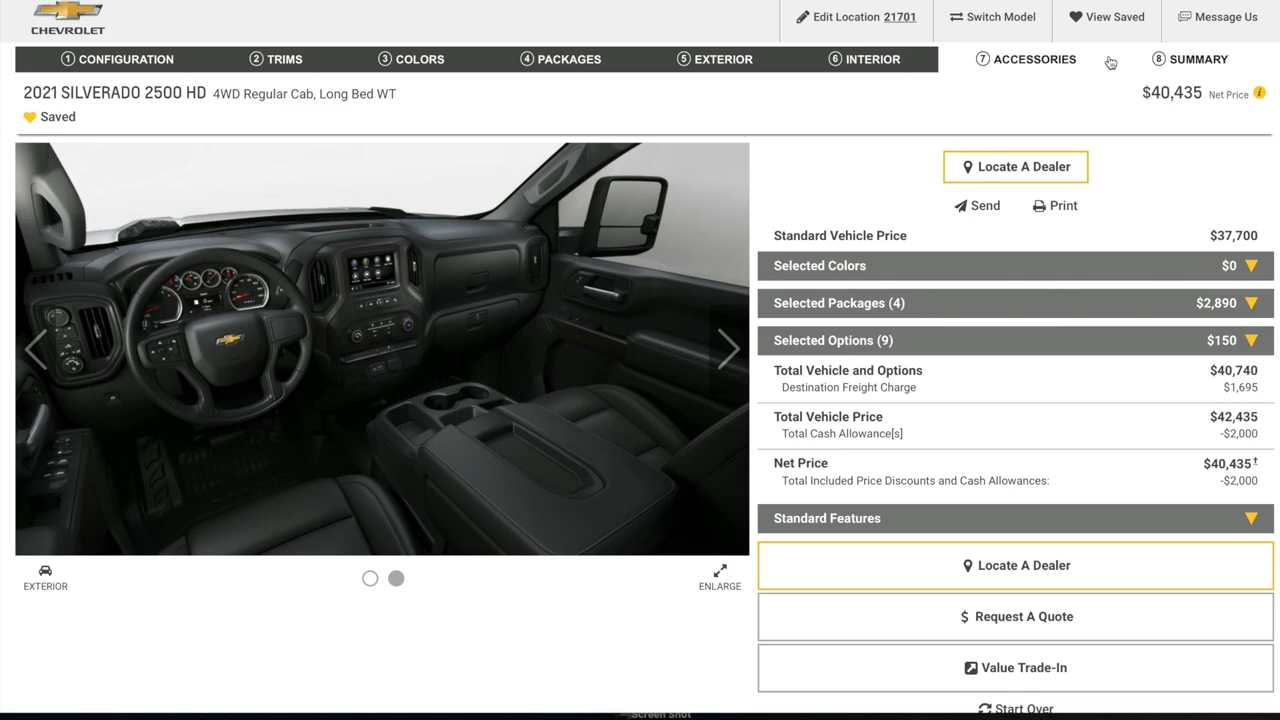 CHEVROLET
Edit Location 21701
Switch Model
View Saved
Message Us
1 CONFIGURATION
2 TRIMS
3 COLORS
4 PACKAGES
5 EXTERIOR
6 INTERIOR
7 ACCESSORIES
8 SUMMARY
2021 SILVERADO 2500 HD 4WD Regular Cab, Long Bed WT
$40,435 Net Price i
Saved
Locate A Dealer
Send
Print
Standard Vehicle Price $37,700
Selected Colors $0
Selected Packages (4) $2,890
Selected Options (9) $150
Total Vehicle and Options $40,740
Destination Freight Charge $1,695
Total Vehicle Price $42,435
Total Cash Allowance[s] -$2,000
Net Price $40,435†
Total Included Price Discounts and Cash Allowances: -$2,000
Standard Features
EXTERIOR
ENLARGE
Locate A Dealer
$ Request A Quote
Value Trade-In
Start Over
Screen Shot